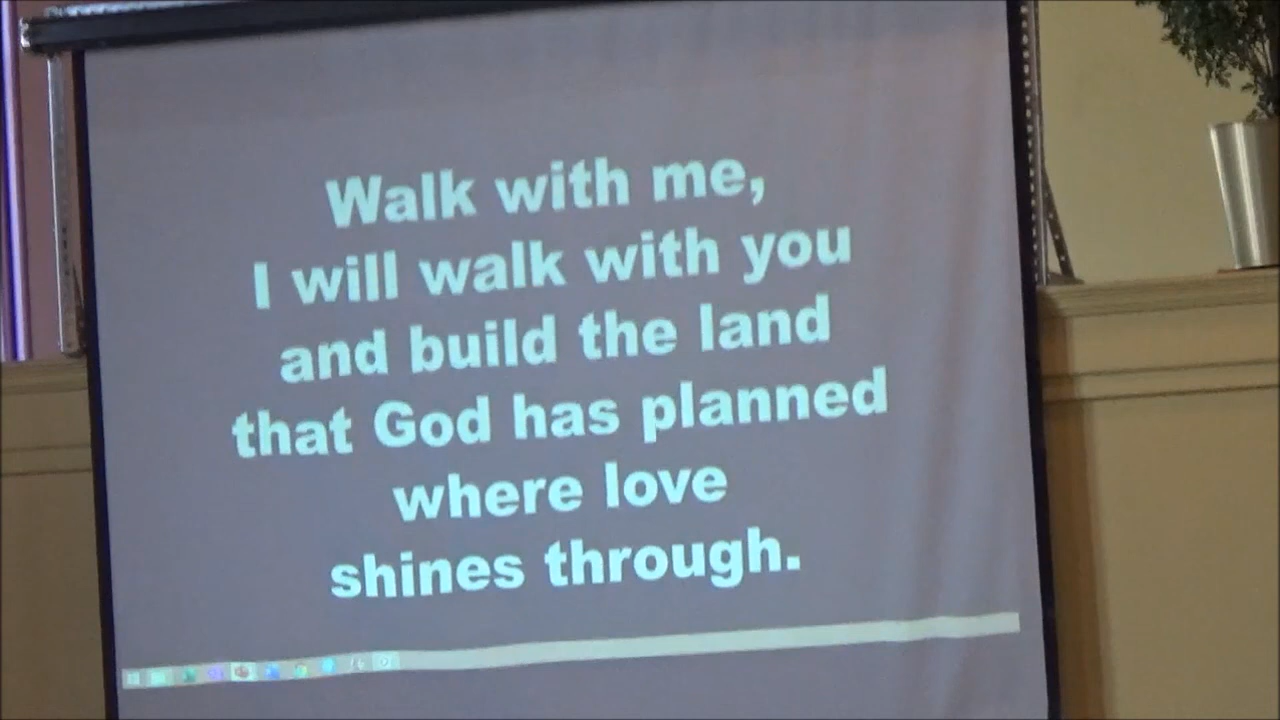 Walk with me,
I will walk with you
and build the land
that God has planned
where love
shines through.